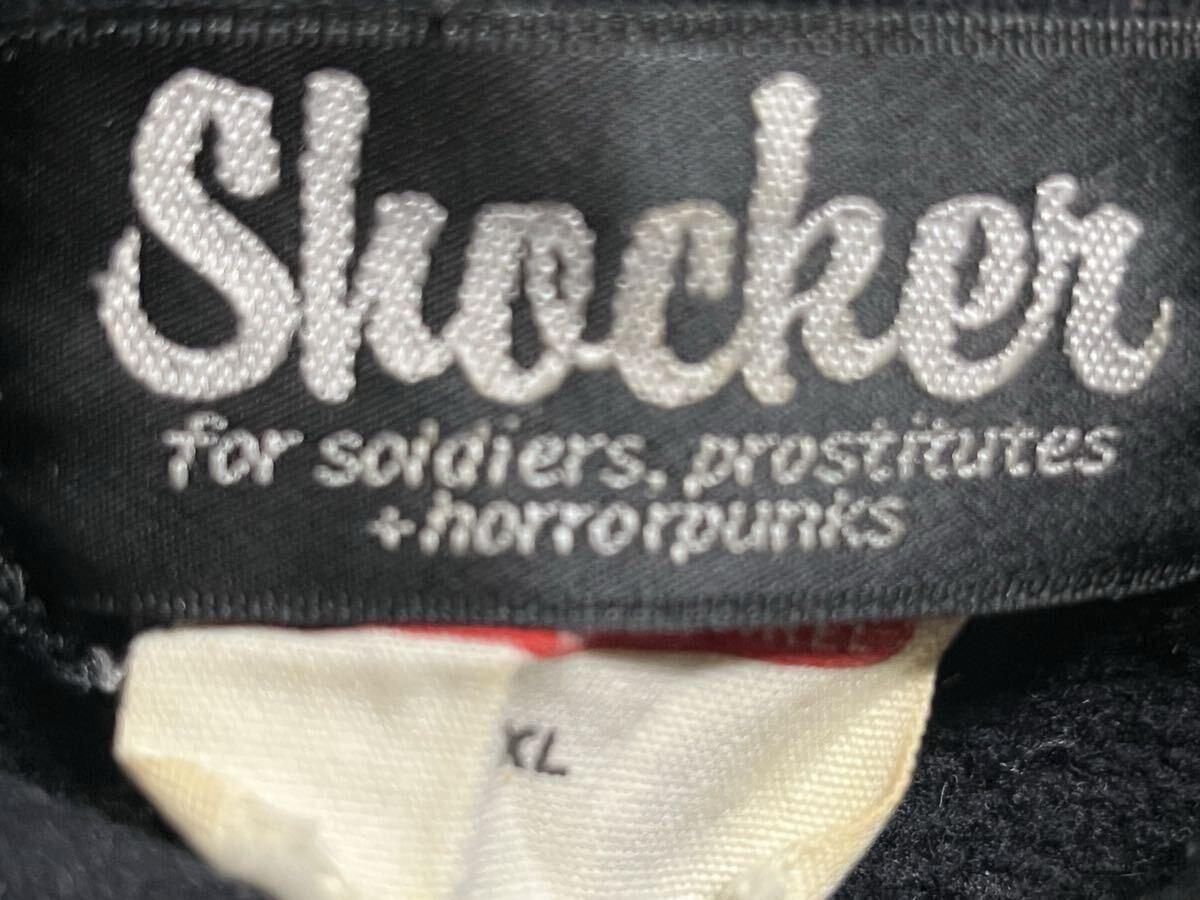 Shocker
for soldiers, prostitutes
+horrorpunks
XL